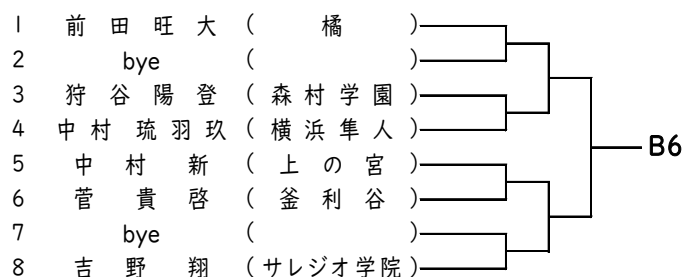 1 前田旺大 (橘)
2 bye ( )
3 狩谷陽登 (森村学園)
4 中村琉羽玖 (横浜隼人)
B6
5 中村新 (上の宮)
6 菅貴啓 (釜利谷)
7 bye ( )
8 吉野翔 (サレジオ学院)